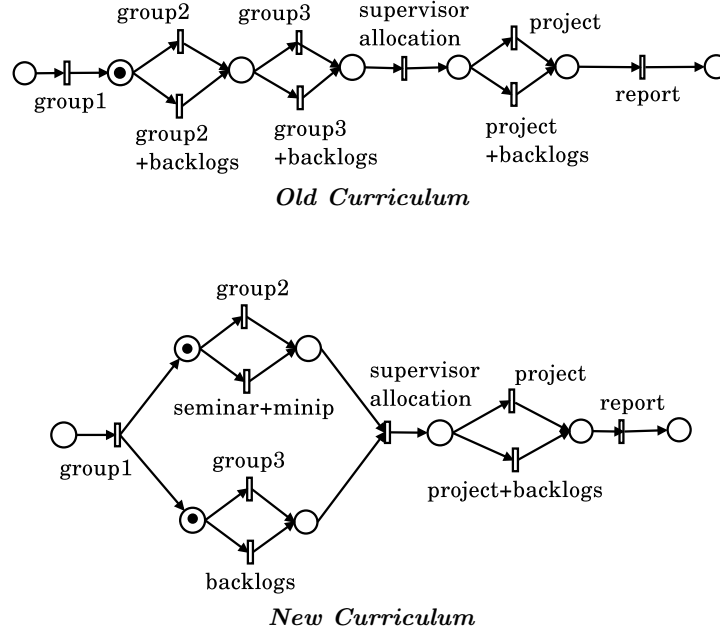 group2
group3
supervisor
allocation
project
group1
group2
+backlogs
group3
+backlogs
project
+backlogs
report
Old Curriculum
group2
seminar+minip
supervisor
allocation
project
report
group1
group3
project+backlogs
backlogs
New Curriculum